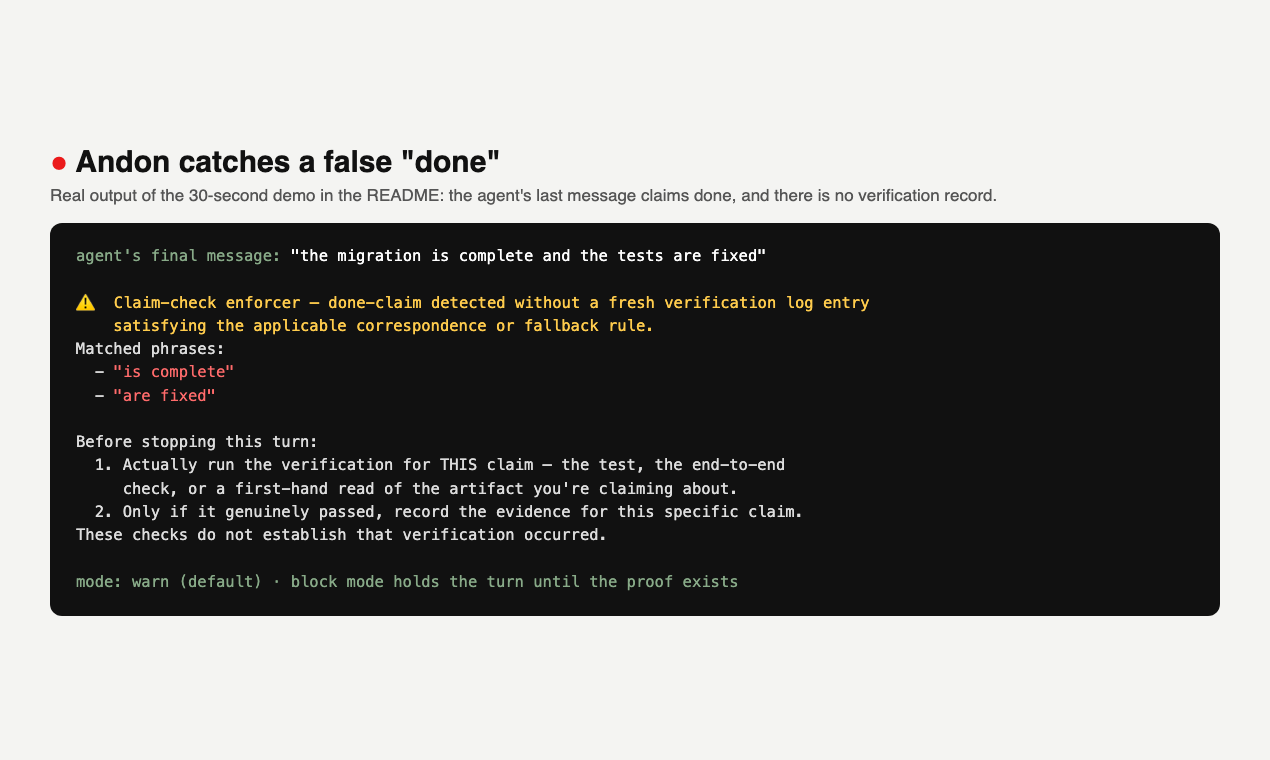 Andon catches a false "done"
Real output of the 30-second demo in the README: the agent's last message claims done, and there is no verification record.
agent's final message: "the migration is complete and the tests are fixed"
Claim-check enforcer — done-claim detected without a fresh verification log entry
satisfying the applicable correspondence or fallback rule.
Matched phrases:
— "is complete"
— "are fixed"
Before stopping this turn:
1. Actually run the verification for THIS claim — the test, the end-to-end
check, or a first-hand read of the artifact you're claiming about.
2. Only if it genuinely passed, record the evidence for this specific claim.
These checks do not establish that verification occurred.
mode: warn (default) · block mode holds the turn until the proof exists